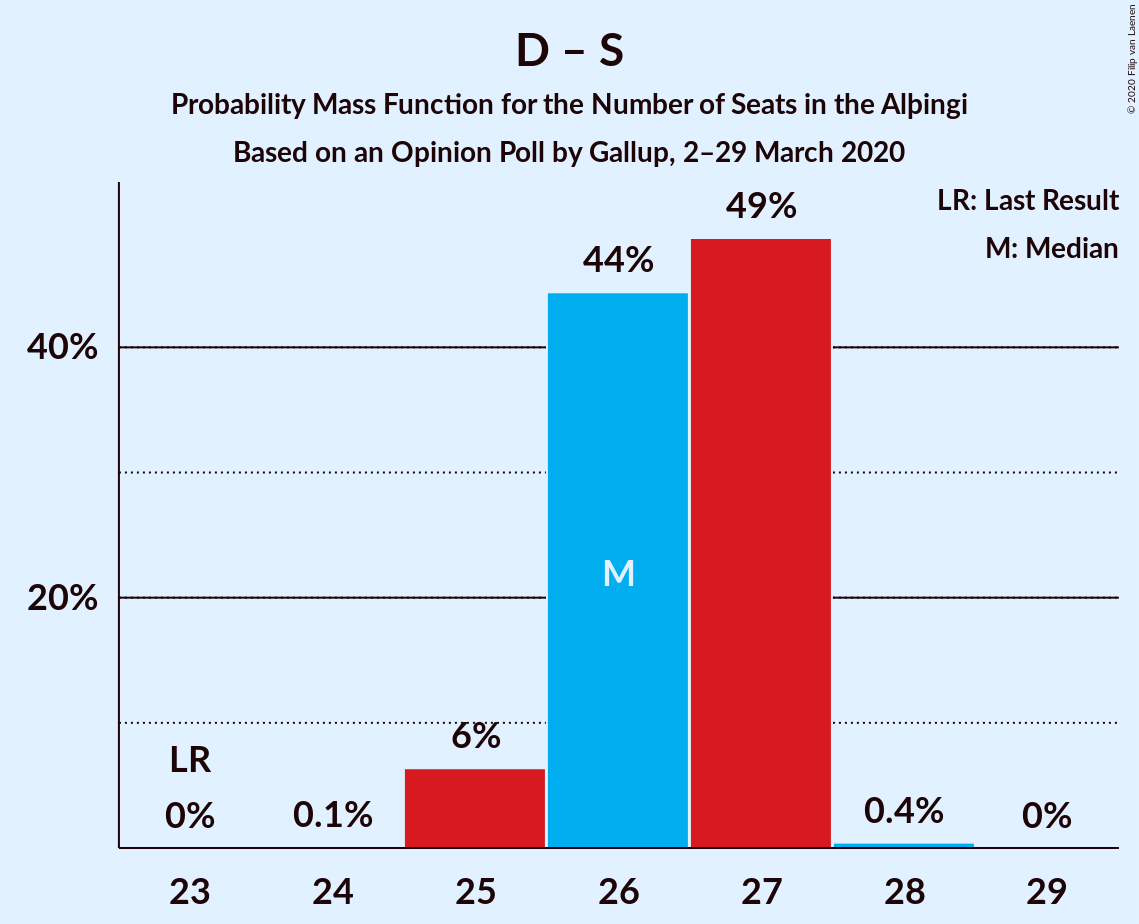 D – S
Probability Mass Function for the Number of Seats in the Alþingi
Based on an Opinion Poll by Gallup, 2–29 March 2020
© 2020 Filip van Laenen
LR: Last Result
M: Median
49%
44%
40%
M
20%
6%
LR
0%
0.1%
0.4%
0%
23 24 25 26 27 28 29